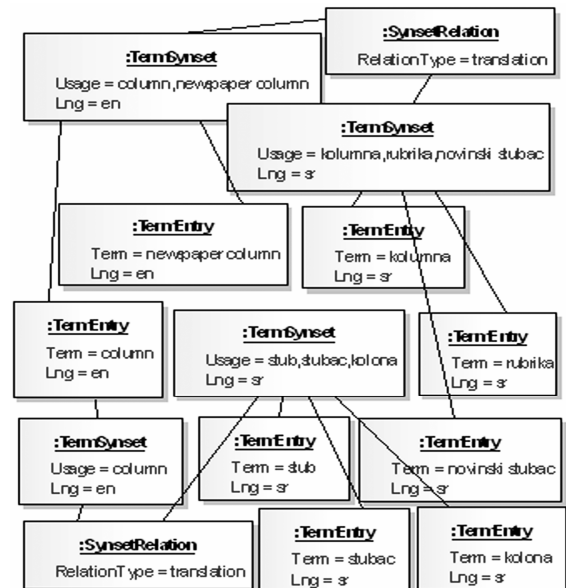 :TermSynset
Usage = column,newspaper column
Lng = en
:SynsetRelation
RelationType = translation
:TermSynset
Usage = kolumna,rubrika,novinski stubac
Lng = sr
:TermEntry
Term = newspaper column
Lng = en
:TermEntry
Term = kolumna
Lng = sr
:TermEntry
Term = column
Lng = en
:TermSynset
Usage = stub,stubac,kolona
Lng = sr
:TermEntry
Term = rubrika
Lng = sr
:TermSynset
Usage = column
Lng = en
:TermEntry
Term = stub
Lng = sr
:TermEntry
Term = novinski stubac
Lng = sr
:SynsetRelation
RelationType = translation
:TermEntry
Term = stubac
Lng = sr
:TermEntry
Term = kolona
Lng = sr